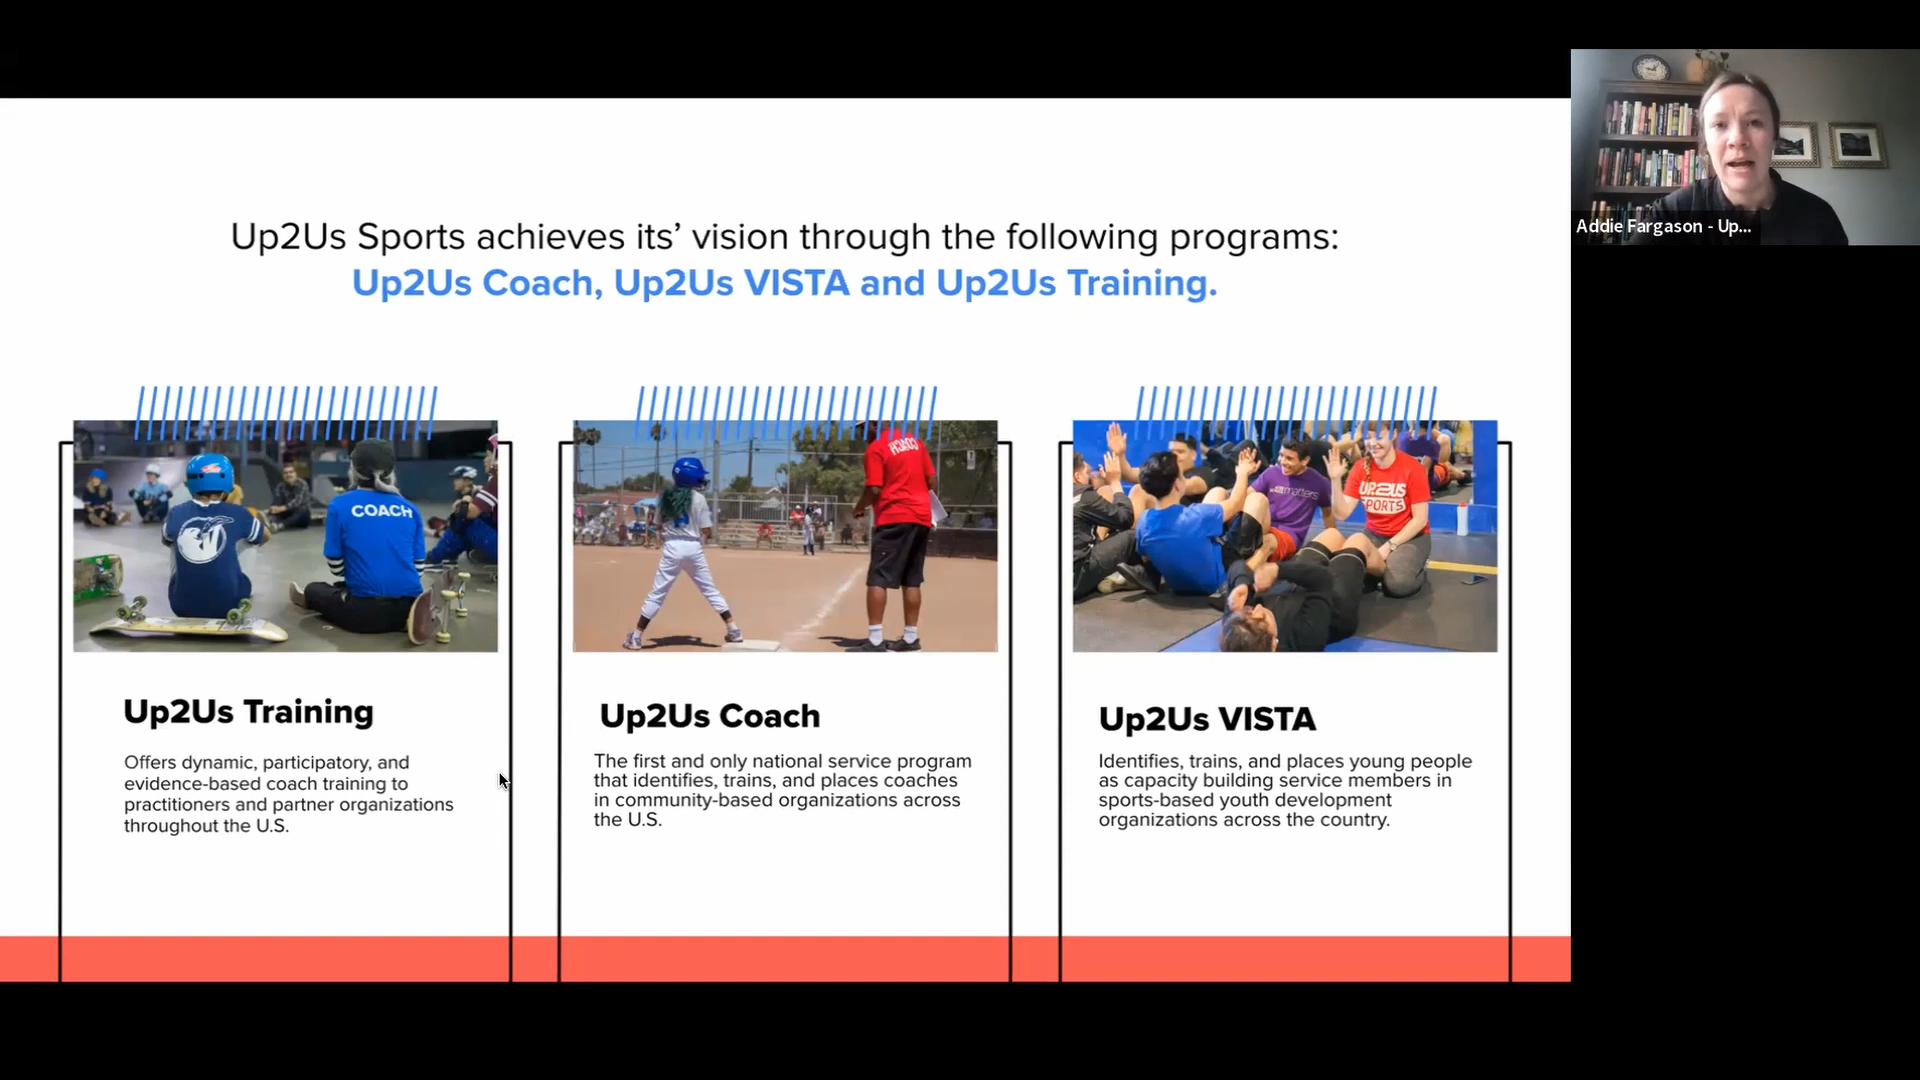 Up2Us Sports achieves its’ vision through the following programs:
Up2Us Coach, Up2Us VISTA and Up2Us Training.
COACH
COACH
matters
UP2US
SPORTS
Up2Us Training
Offers dynamic, participatory, and
evidence-based coach training to
practitioners and partner organizations
throughout the U.S.
Up2Us Coach
The first and only national service program
that identifies, trains, and places coaches
in community-based organizations across
the U.S.
Up2Us VISTA
Identifies, trains, and places young people
as capacity building service members in
sports-based youth development
organizations across the country.
Addie Fargason - Up...